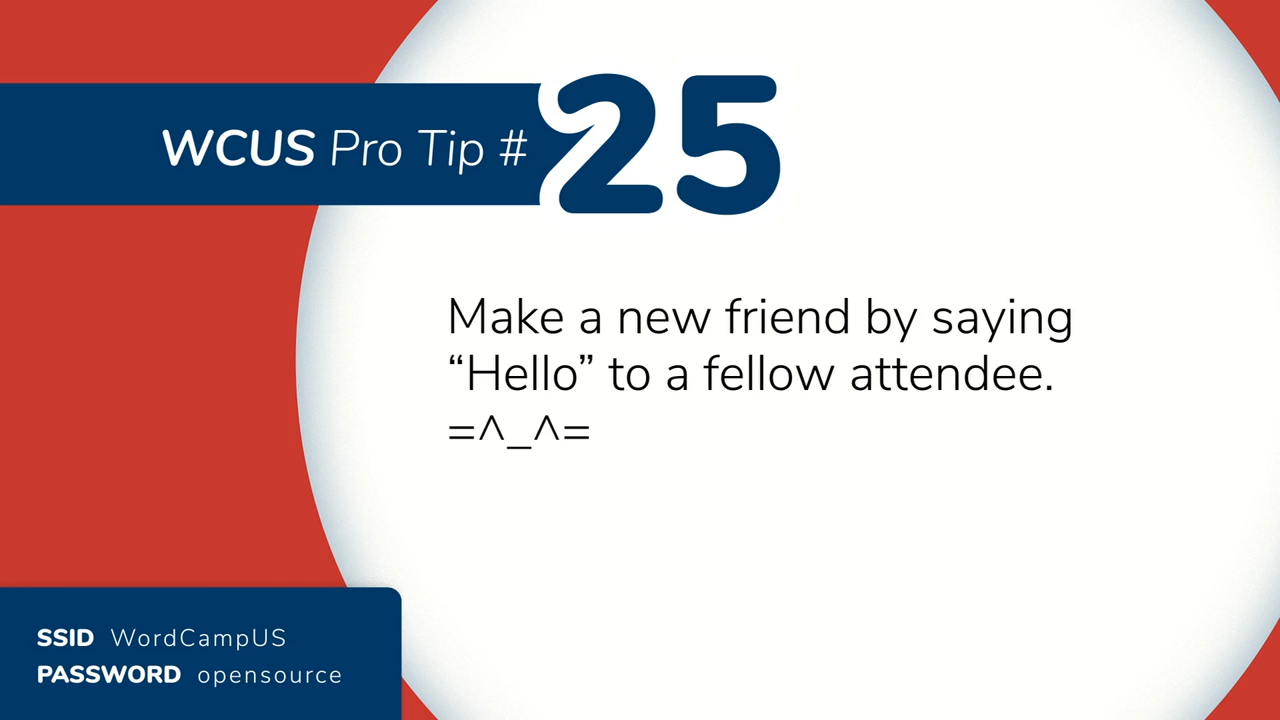 WCUS Pro Tip #25
Make a new friend by saying
“Hello” to a fellow attendee.
=^_^=
SSID WordCampUS
PASSWORD opensource